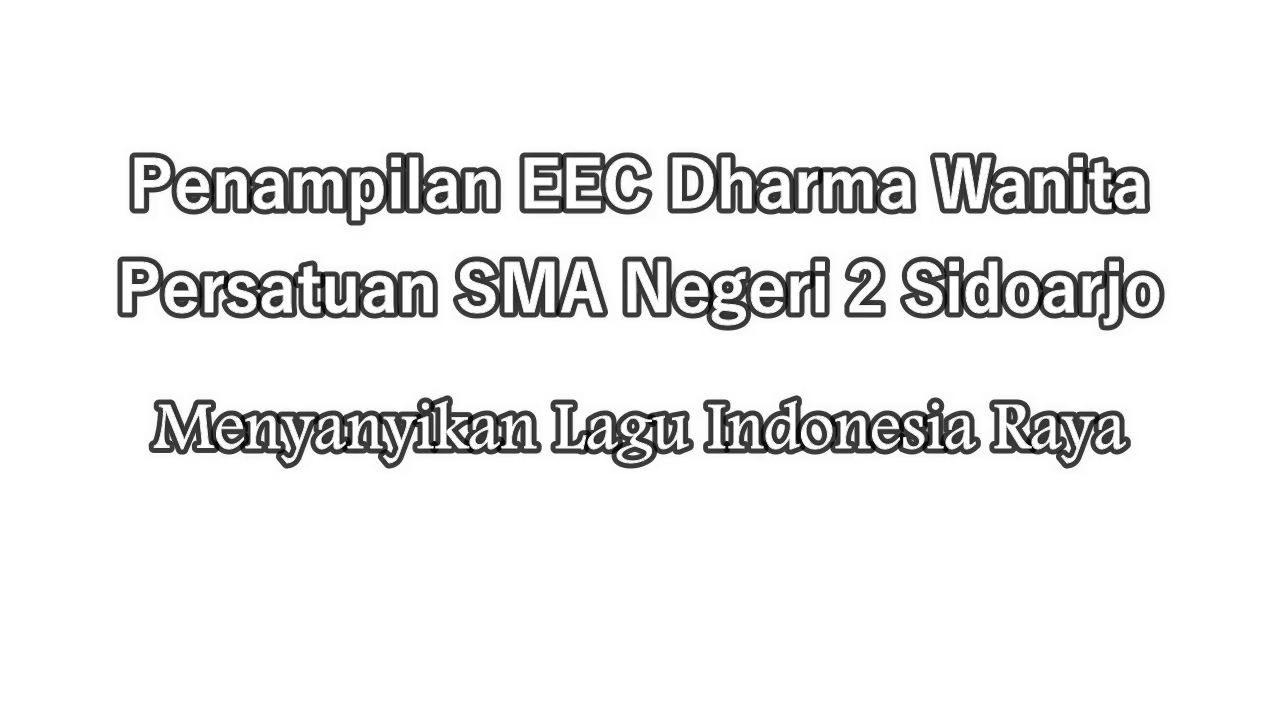 Penampilan EEC Dharma Wanita
Persatuan SMA Negeri 2 Sidoarjo
Menyanyikan Lagu Indonesia Raya